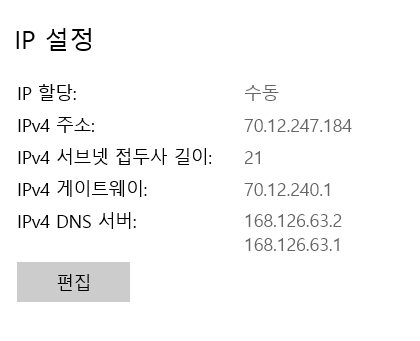 IP 설정
IP 할당: 수동
IPv4 주소: 70.12.247.184
IPv4 서브넷 접두사 길이: 21
IPv4 게이트웨이: 70.12.240.1
IPv4 DNS 서버: 168.126.63.2
168.126.63.1
편집